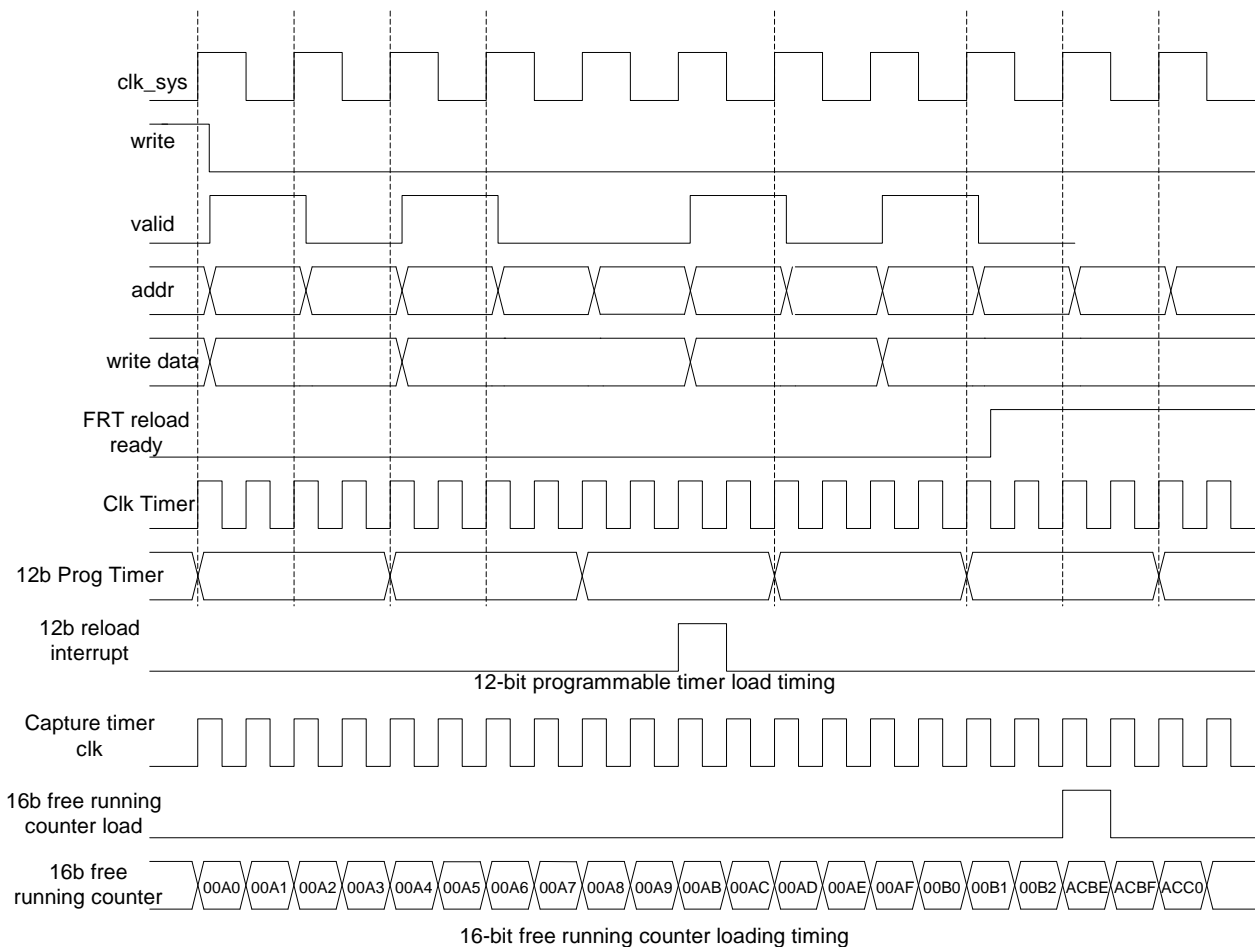 clk_sys
write
valid
addr
write data
FRT reload
ready
Clk Timer
12b Prog Timer
12b reload
interrupt
12-bit programmable timer load timing
Capture timer
clk
16b free running
counter load
16b free
running counter
00A0 00A1 00A2 00A3 00A4 00A5 00A6 00A7 00A8 00A9 00AB 00AC 00AD 00AE 00AF 00B0 00B1 00B2 ACBE ACBF ACC0
16-bit free running counter loading timing